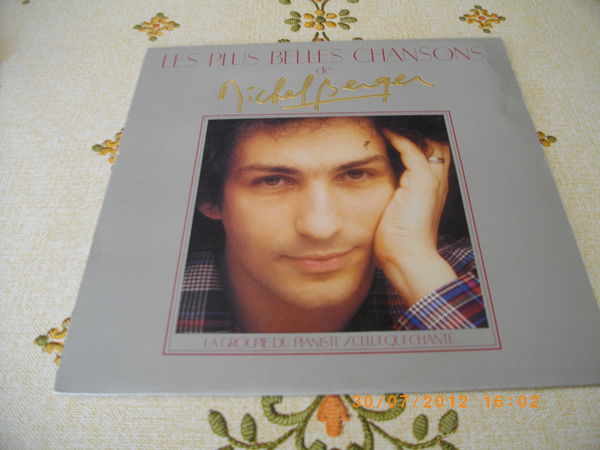 LES PLUS BELLES CHANSONS
de
Michel Berger
LA GROUPIE DU PIANISTE / CELUI QUI CHANTE
30/07/2012 16:02